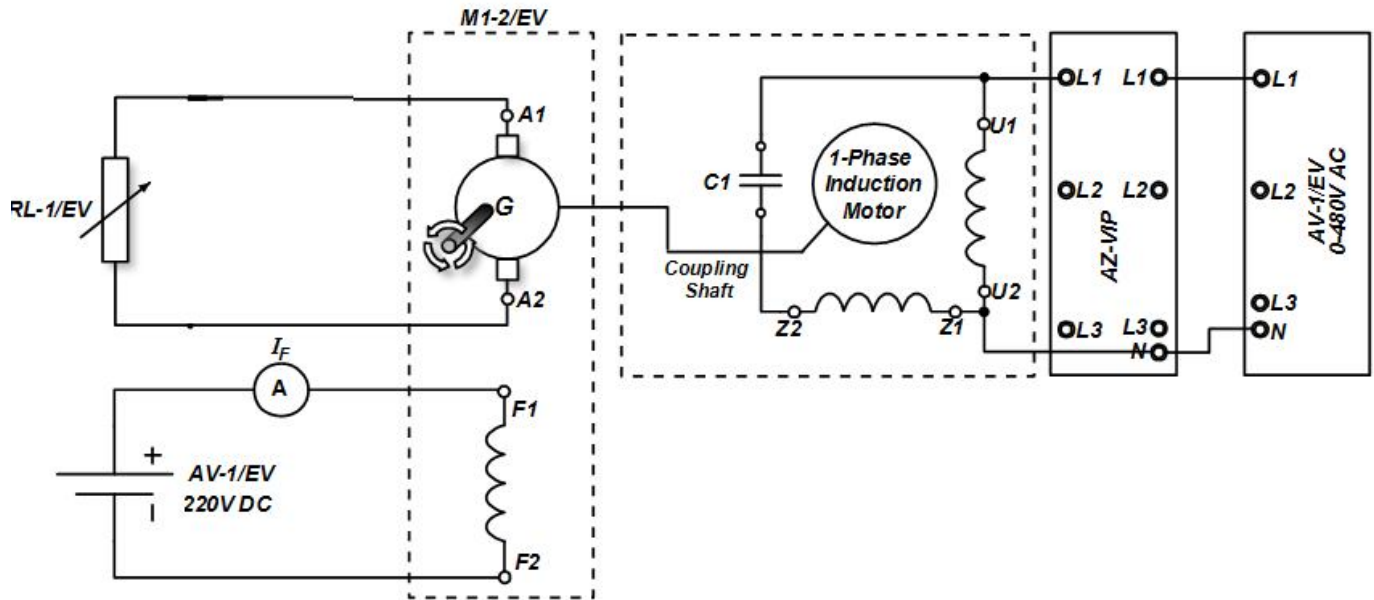 M1-2/EV
A1
RL-1/EV
G
A2
I_F
A
F1
+
AV-1/EV
220V DC
F2
Coupling
Shaft
C1
1-Phase
Induction
Motor
U1
U2
Z2
Z1
L1
L1
L2
L2
AZ-VIP
L3
L3
N
L1
L2
AV-1/EV
0-480V AC
L3
N